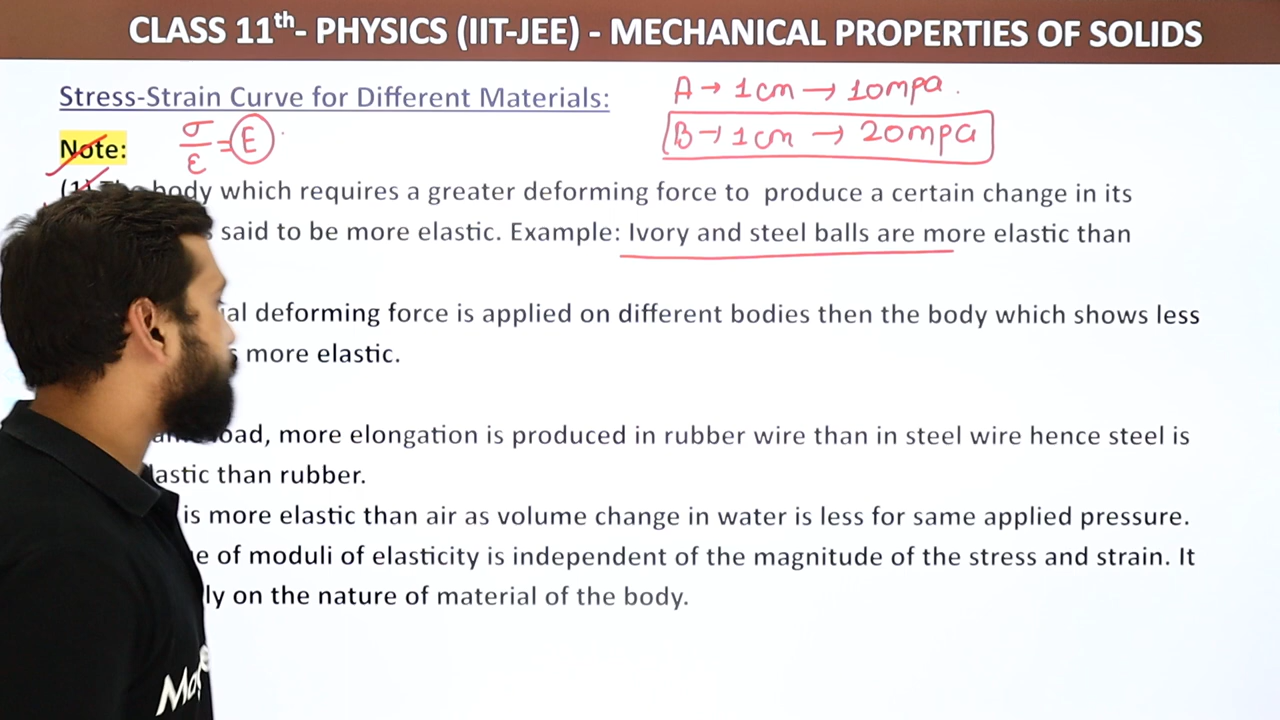 CLASS 11th- PHYSICS (IIT-JEE) - MECHANICAL PROPERTIES OF SOLIDS
Stress-Strain Curve for Different Materials:
A → 1cm → 10mpa.
B → 1cm → 20mpa
Note:
σ/ε = E
(1) The body which requires a greater deforming force to produce a certain change in its
said to be more elastic. Example: Ivory and steel balls are more elastic than
deforming force is applied on different bodies then the body which shows less
more elastic.
load, more elongation is produced in rubber wire than in steel wire hence steel is
than rubber.
is more elastic than air as volume change in water is less for same applied pressure.
of moduli of elasticity is independent of the magnitude of the stress and strain. It
on the nature of material of the body.